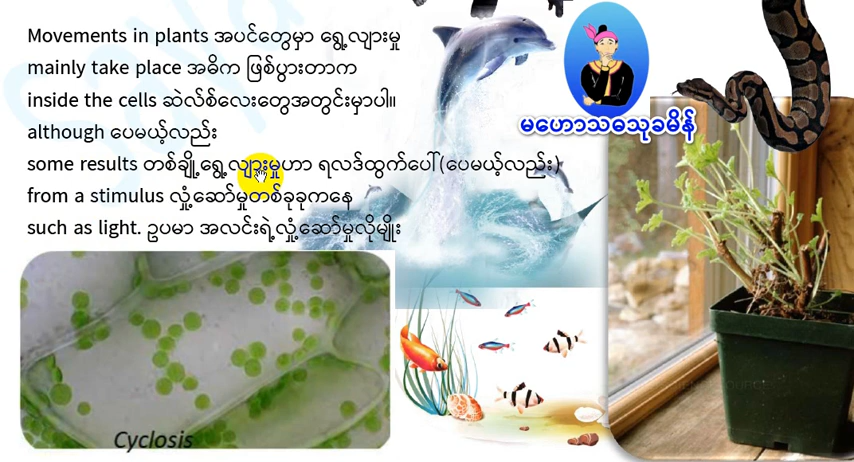 Movements in plants အပင်တွေမှာ ရွေ့လျားမှု
mainly take place အဓိက ဖြစ်ပွားတာက
inside the cells ဆဲလ်စ်လေးတွေအတွင်းမှာပါ။
although ပေမယ့်လည်း
some results တစ်ချို့ရွေ့လျားမှုဟာ ရလဒ်ထွက်ပေါ်(ပေမယ့်လည်း)
from a stimulus လှုံ့ဆော်မှုတစ်ခုခုကနေ
such as light. ဥပမာ အလင်းရဲ့လှုံ့ဆော်မှုလိုမျိုး
မဟောသဓသုခမိန်
Cyclosis